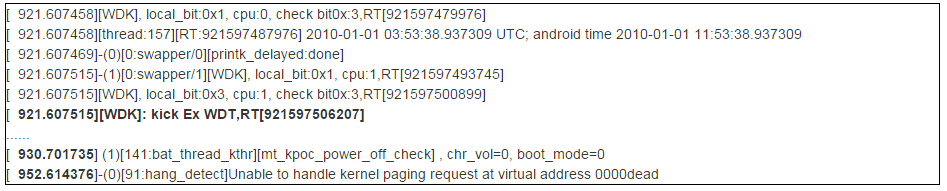 [  921.607458][WDK], local_bit:0x1, cpu:0, check bit0x:3,RT[921597479976]
[  921.607458][thread:157][RT:921597487976] 2010-01-01 03:53:38.937309 UTC; android time 2010-01-01 11:53:38.937309
[  921.607469]-(0)[0:swapper/0][printk_delayed:done]
[  921.607515]-(1)[0:swapper/1][WDK], local_bit:0x1, cpu:1,RT[921597493745]
[  921.607515][WDK], local_bit:0x3, cpu:1, check bit0x:3,RT[921597500899]
[  921.607515][WDK]: kick Ex WDT,RT[921597506207]
......
[  930.701735] (1)[141:bat_thread_kthr][mt_kpoc_power_off_check] , chr_vol=0, boot_mode=0
[  952.614376]-(0)[91:hang_detect]Unable to handle kernel paging request at virtual address 0000dead